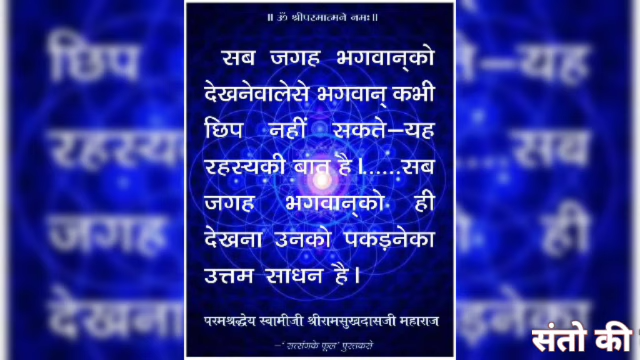 ॥ ॐ श्रीपरमात्मने नमः ॥
सब जगह भगवान्‌को
देखनेवालेसे भगवान् कभी
छिप नहीं सकते—यह
रहस्यकी बात है।......सब
जगह भगवान्‌को ही
देखना उनको पकड़नेका
उत्तम साधन है।
परमश्रद्धेय स्वामीजी श्रीरामसुखदासजी महाराज
—‘सत्संगके फूल’ पुस्तकसे
संतो की